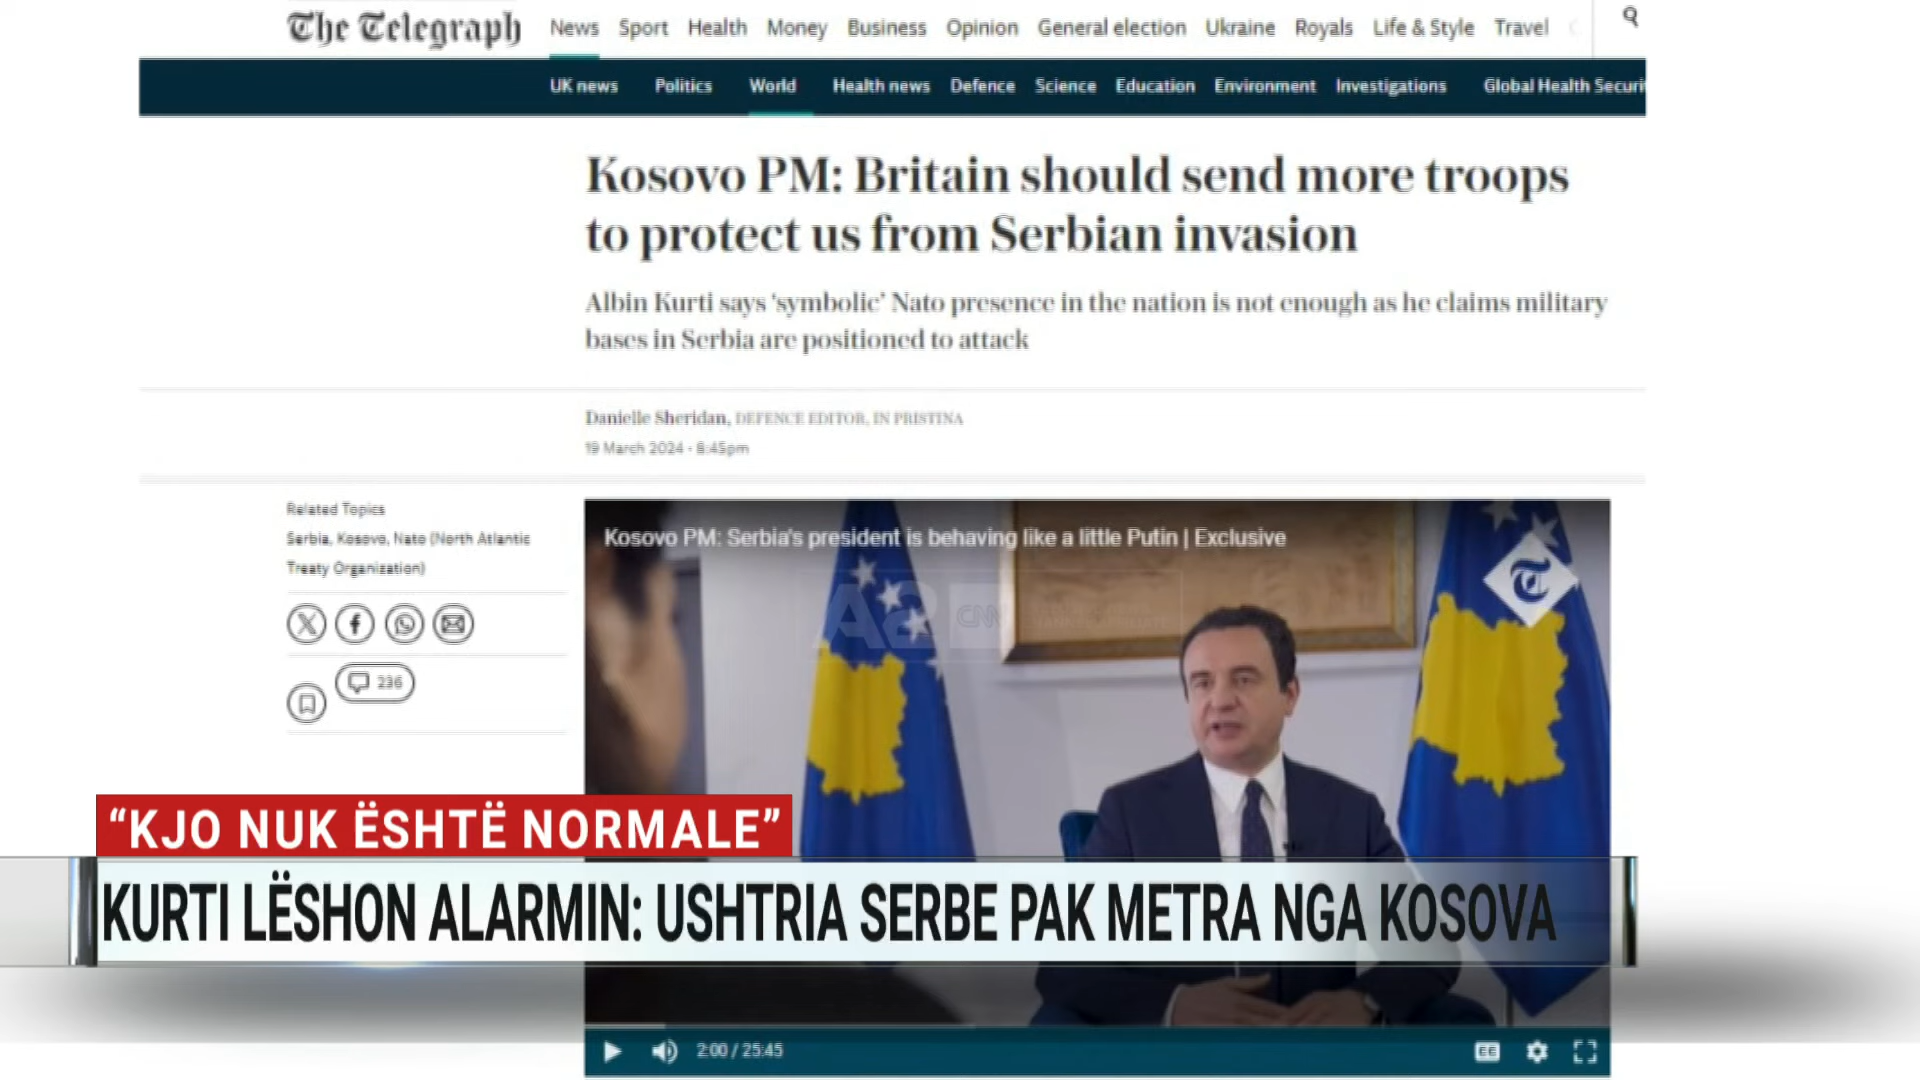 The Telegraph
News Sport Health Money Business Opinion General election Ukraine Royals Life & Style Travel
UK news Politics World Health news Defence Science Education Environment Investigations Global Health Securi
Kosovo PM: Britain should send more troops
to protect us from Serbian invasion
Albin Kurti says ‘symbolic’ Nato presence in the nation is not enough as he claims military
bases in Serbia are positioned to attack
Danielle Sheridan, DEFENCE EDITOR, IN PRISTINA
19 March 2024 • 8:45pm
Related Topics
Serbia, Kosovo, Nato (North Atlantic
Treaty Organization)
236
Kosovo PM: Serbia's president is behaving like a little Putin | Exclusive
A2 CNN
“KJO NUK ËSHTË NORMALE”
KURTI LËSHON ALARMIN: USHTRIA SERBE PAK METRA NGA KOSOVA
2:00 / 25:45